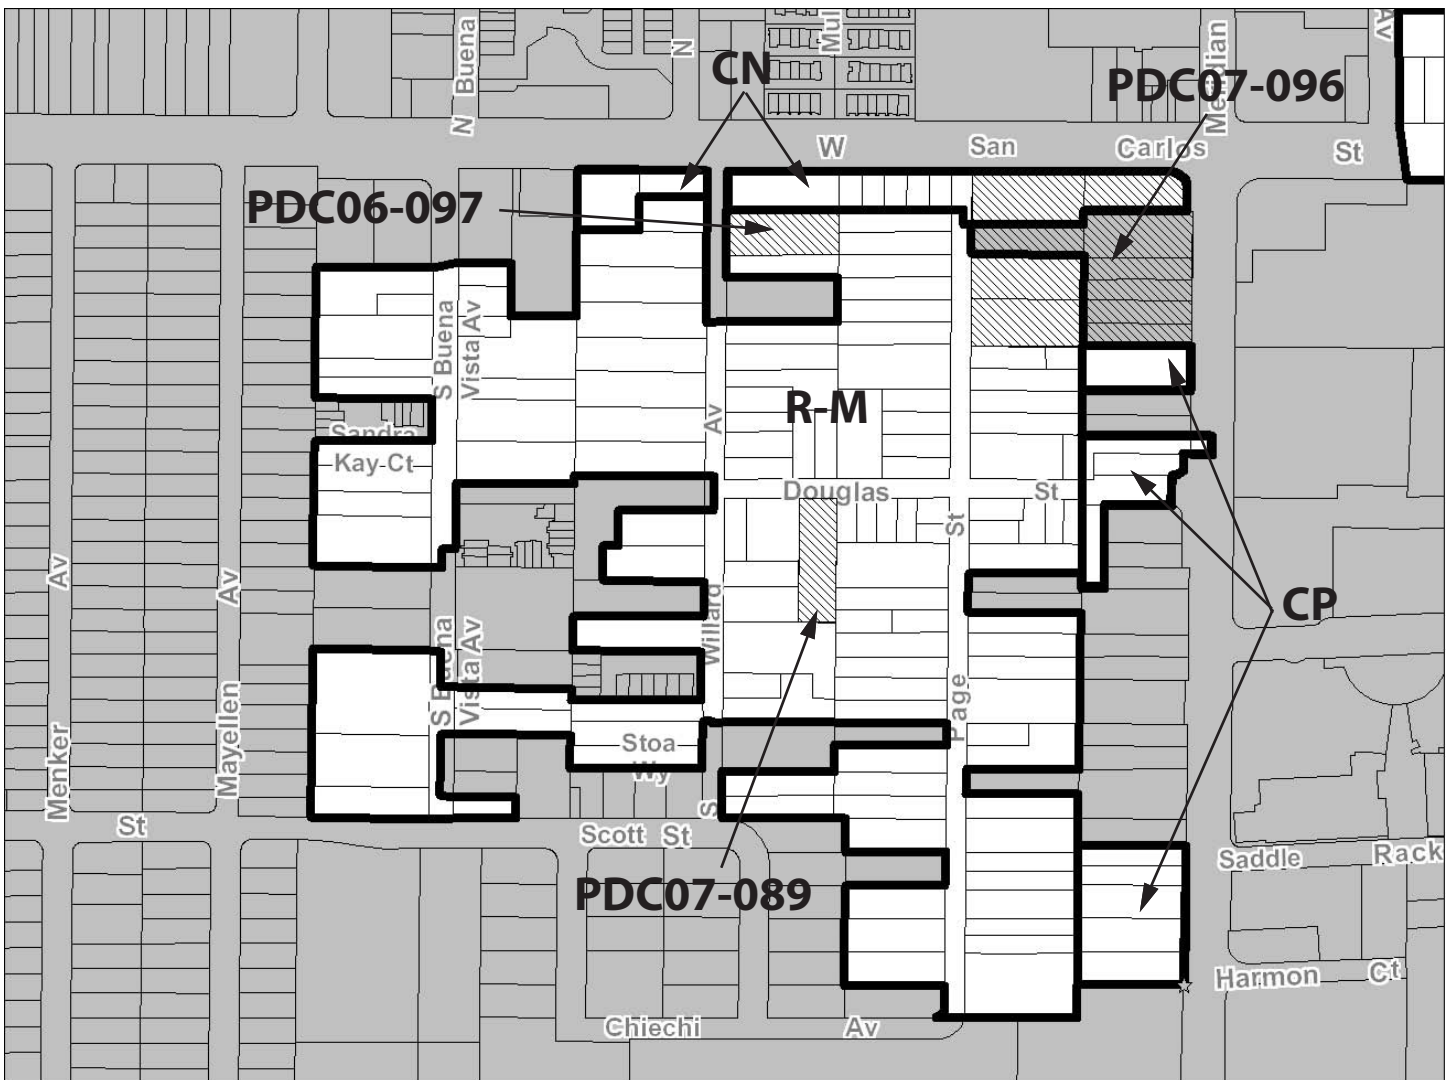 N Buena
N
Mul
Meridian
Av
CN
PDC07-096
W San Carlos St
PDC06-097
S Buena
Vista Av
Sandra
Kay Ct
Av
R-M
Douglas St
St
Av
Av
CP
Willard
S Buena
Vista Av
Page
Menker
Mayellen
Stoa
Wy
S
St
Scott St
PDC07-089
Saddle Rack
Harmon Ct
Chiechi Av